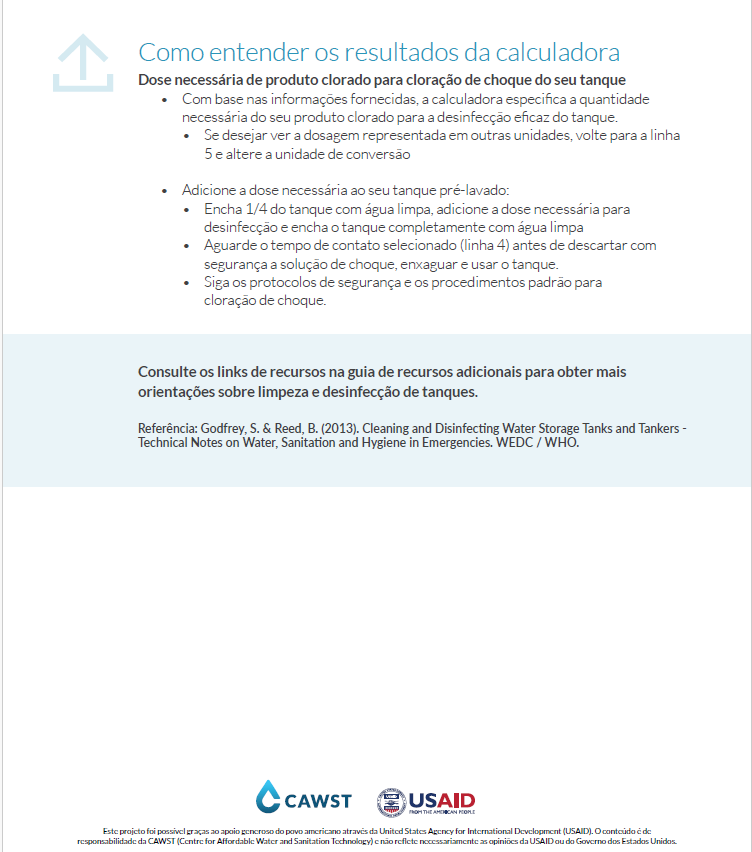 Como entender os resultados da calculadora
Dose necessária de produto clorado para cloração de choque do seu tanque
• Com base nas informações fornecidas, a calculadora especifica a quantidade
necessária do seu produto clorado para a desinfecção eficaz do tanque.
• Se desejar ver a dosagem representada em outras unidades, volte para a linha
5 e altere a unidade de conversão
• Adicione a dose necessária ao seu tanque pré-lavado:
• Encha 1/4 do tanque com água limpa, adicione a dose necessária para
desinfecção e encha o tanque completamente com água limpa
• Aguarde o tempo de contato selecionado (linha 4) antes de descartar com
segurança a solução de choque, enxaguar e usar o tanque.
• Siga os protocolos de segurança e os procedimentos padrão para
cloração de choque.
Consulte os links de recursos na guia de recursos adicionais para obter mais
orientações sobre limpeza e desinfecção de tanques.
Referência: Godfrey, S. & Reed, B. (2013). Cleaning and Disinfecting Water Storage Tanks and Tankers -
Technical Notes on Water, Sanitation and Hygiene in Emergencies. WEDC / WHO.
CAWST
USAID
FROM THE AMERICAN PEOPLE
Este projeto foi possível graças ao apoio generoso do povo americano através da United States Agency for International Development (USAID). O conteúdo é de
responsabilidade da CAWST (Centre for Affordable Water and Sanitation Technology) e não reflete necessariamente as opiniões da USAID ou do Governo dos Estados Unidos.